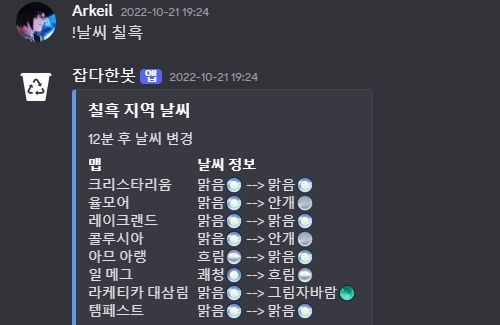 Arkeil 2022-10-21 19:24
!날씨 칠흑
잡다한봇 앱 2022-10-21 19:24
칠흑 지역 날씨
12분 후 날씨 변경
맵 날씨 정보
크리스타리움 맑음 --> 맑음
율모어 맑음 --> 안개
레이크랜드 맑음 --> 맑음
콜루시아 맑음 --> 안개
아므 아랭 흐림 --> 맑음
일 메그 쾌청 --> 흐림
라케티카 대삼림 맑음 --> 그림자바람
템페스트 맑음 --> 맑음